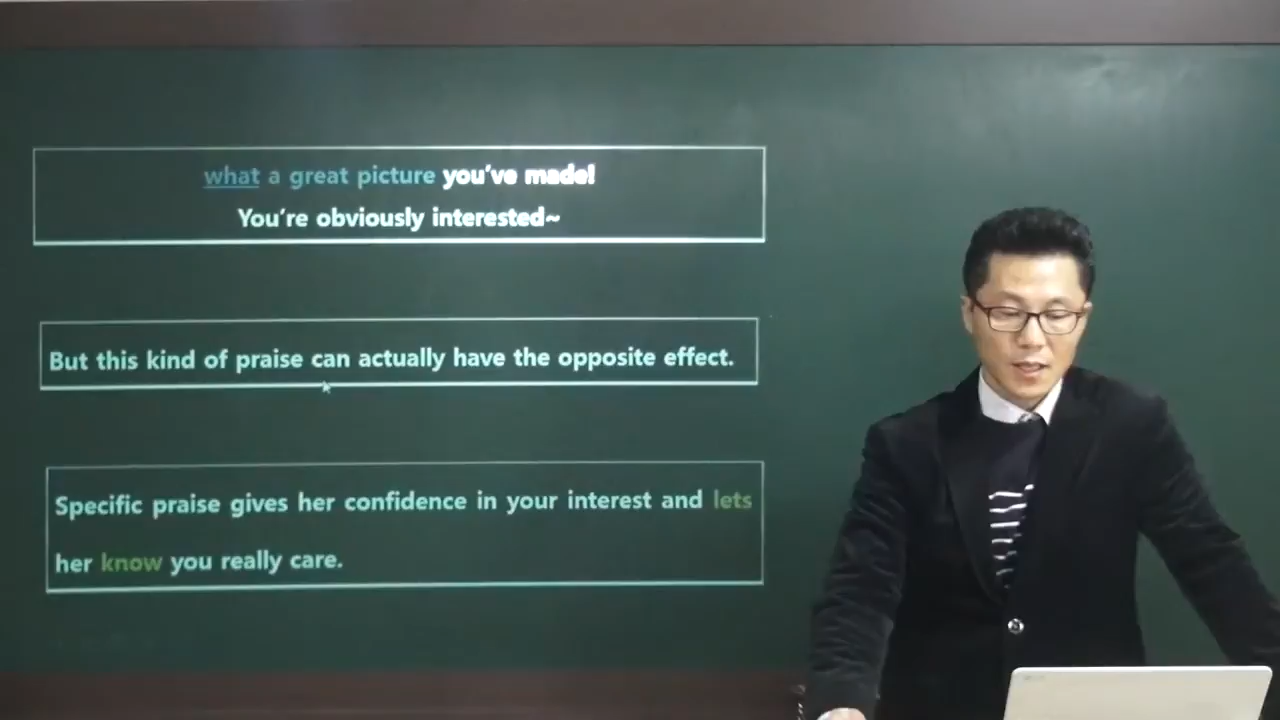 what a great picture you've made!
You're obviously interested~
But this kind of praise can actually have the opposite effect.
Specific praise gives her confidence in your interest and lets
her know you really care.